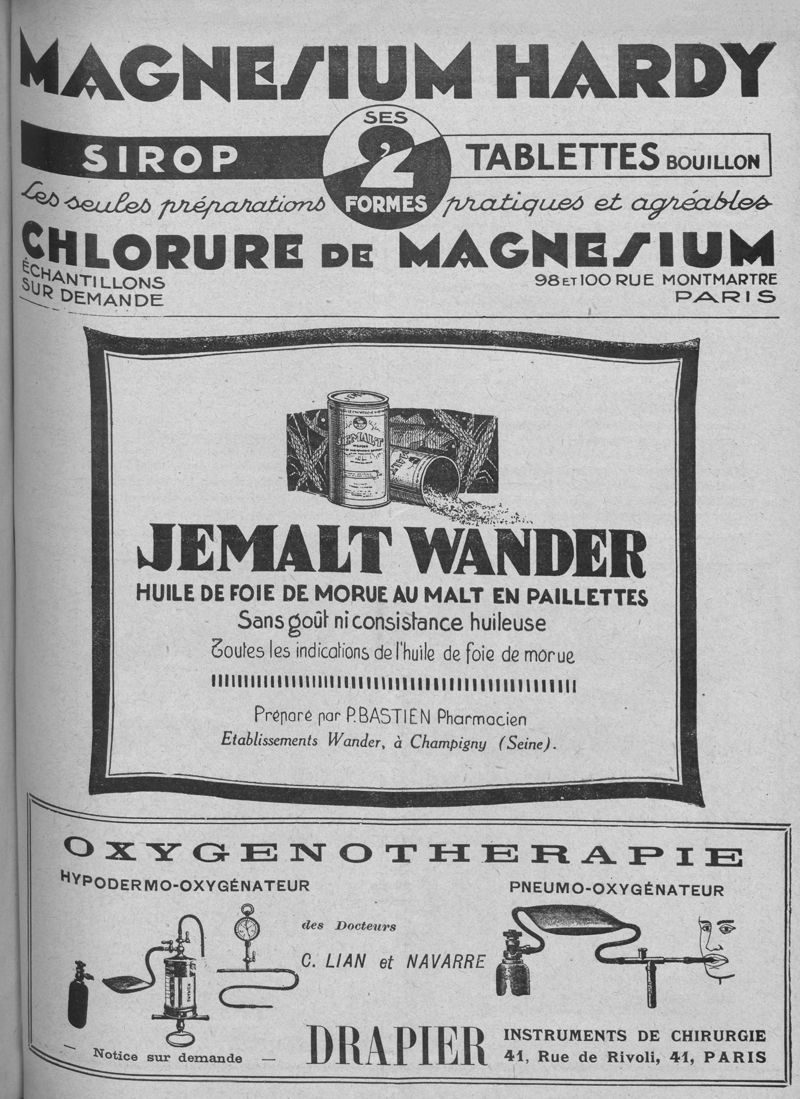 MAGNESIUM HARDY
SES
SIROP 2 TABLETTES BOUILLON
FORMES
Les seules préparations pratiques et agréables
CHLORURE DE MAGNESIUM
ÉCHANTILLONS
SUR DEMANDE
98 ET 100 RUE MONTMARTRE
PARIS
JEMALT
JEMALT WANDER
HUILE DE FOIE DE MORUE AU MALT EN PAILLETTES
Sans goût ni consistance huileuse
Toutes les indications de l'huile de foie de morue
Préparé par P. BASTIEN Pharmacien
Etablissements Wander, à Champigny (Seine).
OXYGENOTHERAPIE
HYPODERMO-OXYGÉNATEUR
PNEUMO-OXYGÉNATEUR
des Docteurs
C. LIAN et NAVARRE
— Notice sur demande —
DRAPIER
INSTRUMENTS DE CHIRURGIE
41, Rue de Rivoli, 41, PARIS